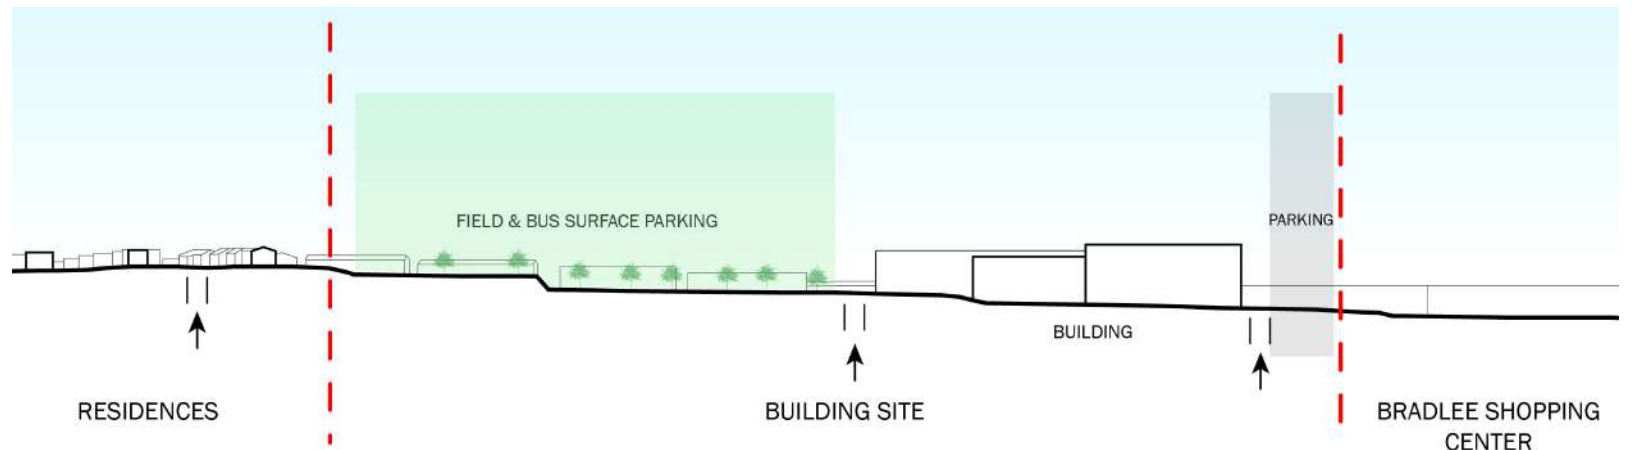 FIELD & BUS SURFACE PARKING
PARKING
BUILDING
RESIDENCES
BUILDING SITE
BRADLEE SHOPPING
CENTER